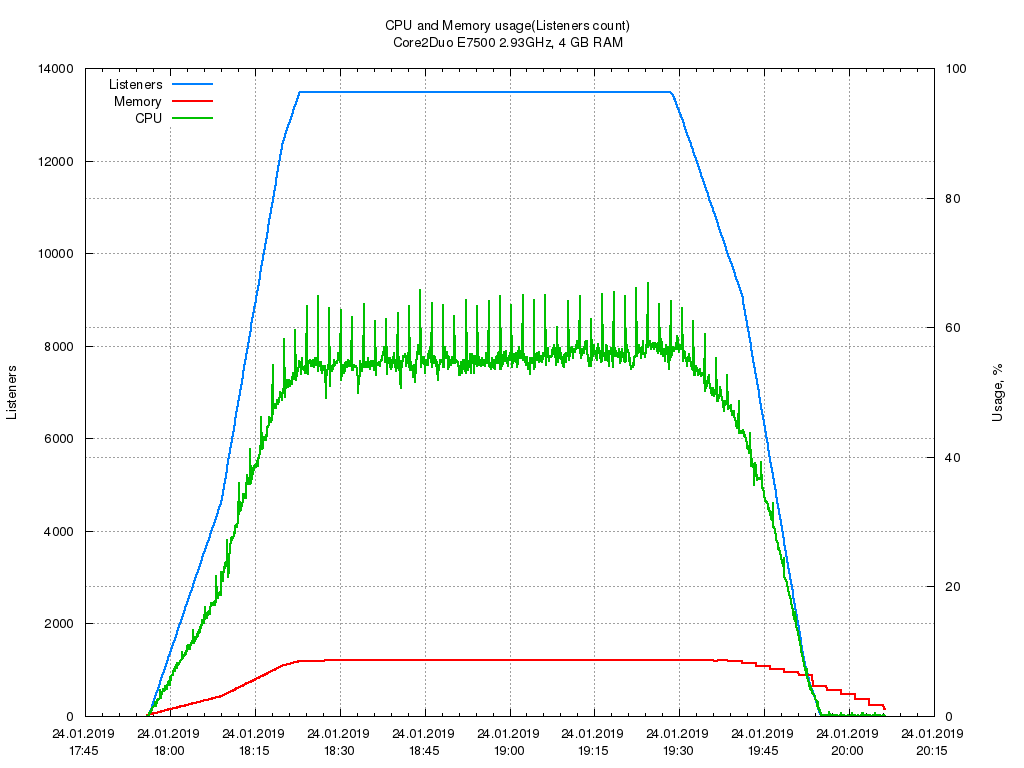 CPU and Memory usage(Listeners count)
Core2Duo E7500 2.93GHz, 4 GB RAM
14000
12000
10000
8000
6000
4000
2000
0
100
80
60
40
20
0
Listeners
Memory
CPU
Listeners
Usage, %
24.01.2019 24.01.2019 24.01.2019 24.01.2019 24.01.2019 24.01.2019 24.01.2019 24.01.2019 24.01.2019 24.01.2019 24.01.2019
17:45 18:00 18:15 18:30 18:45 19:00 19:15 19:30 19:45 20:00 20:15